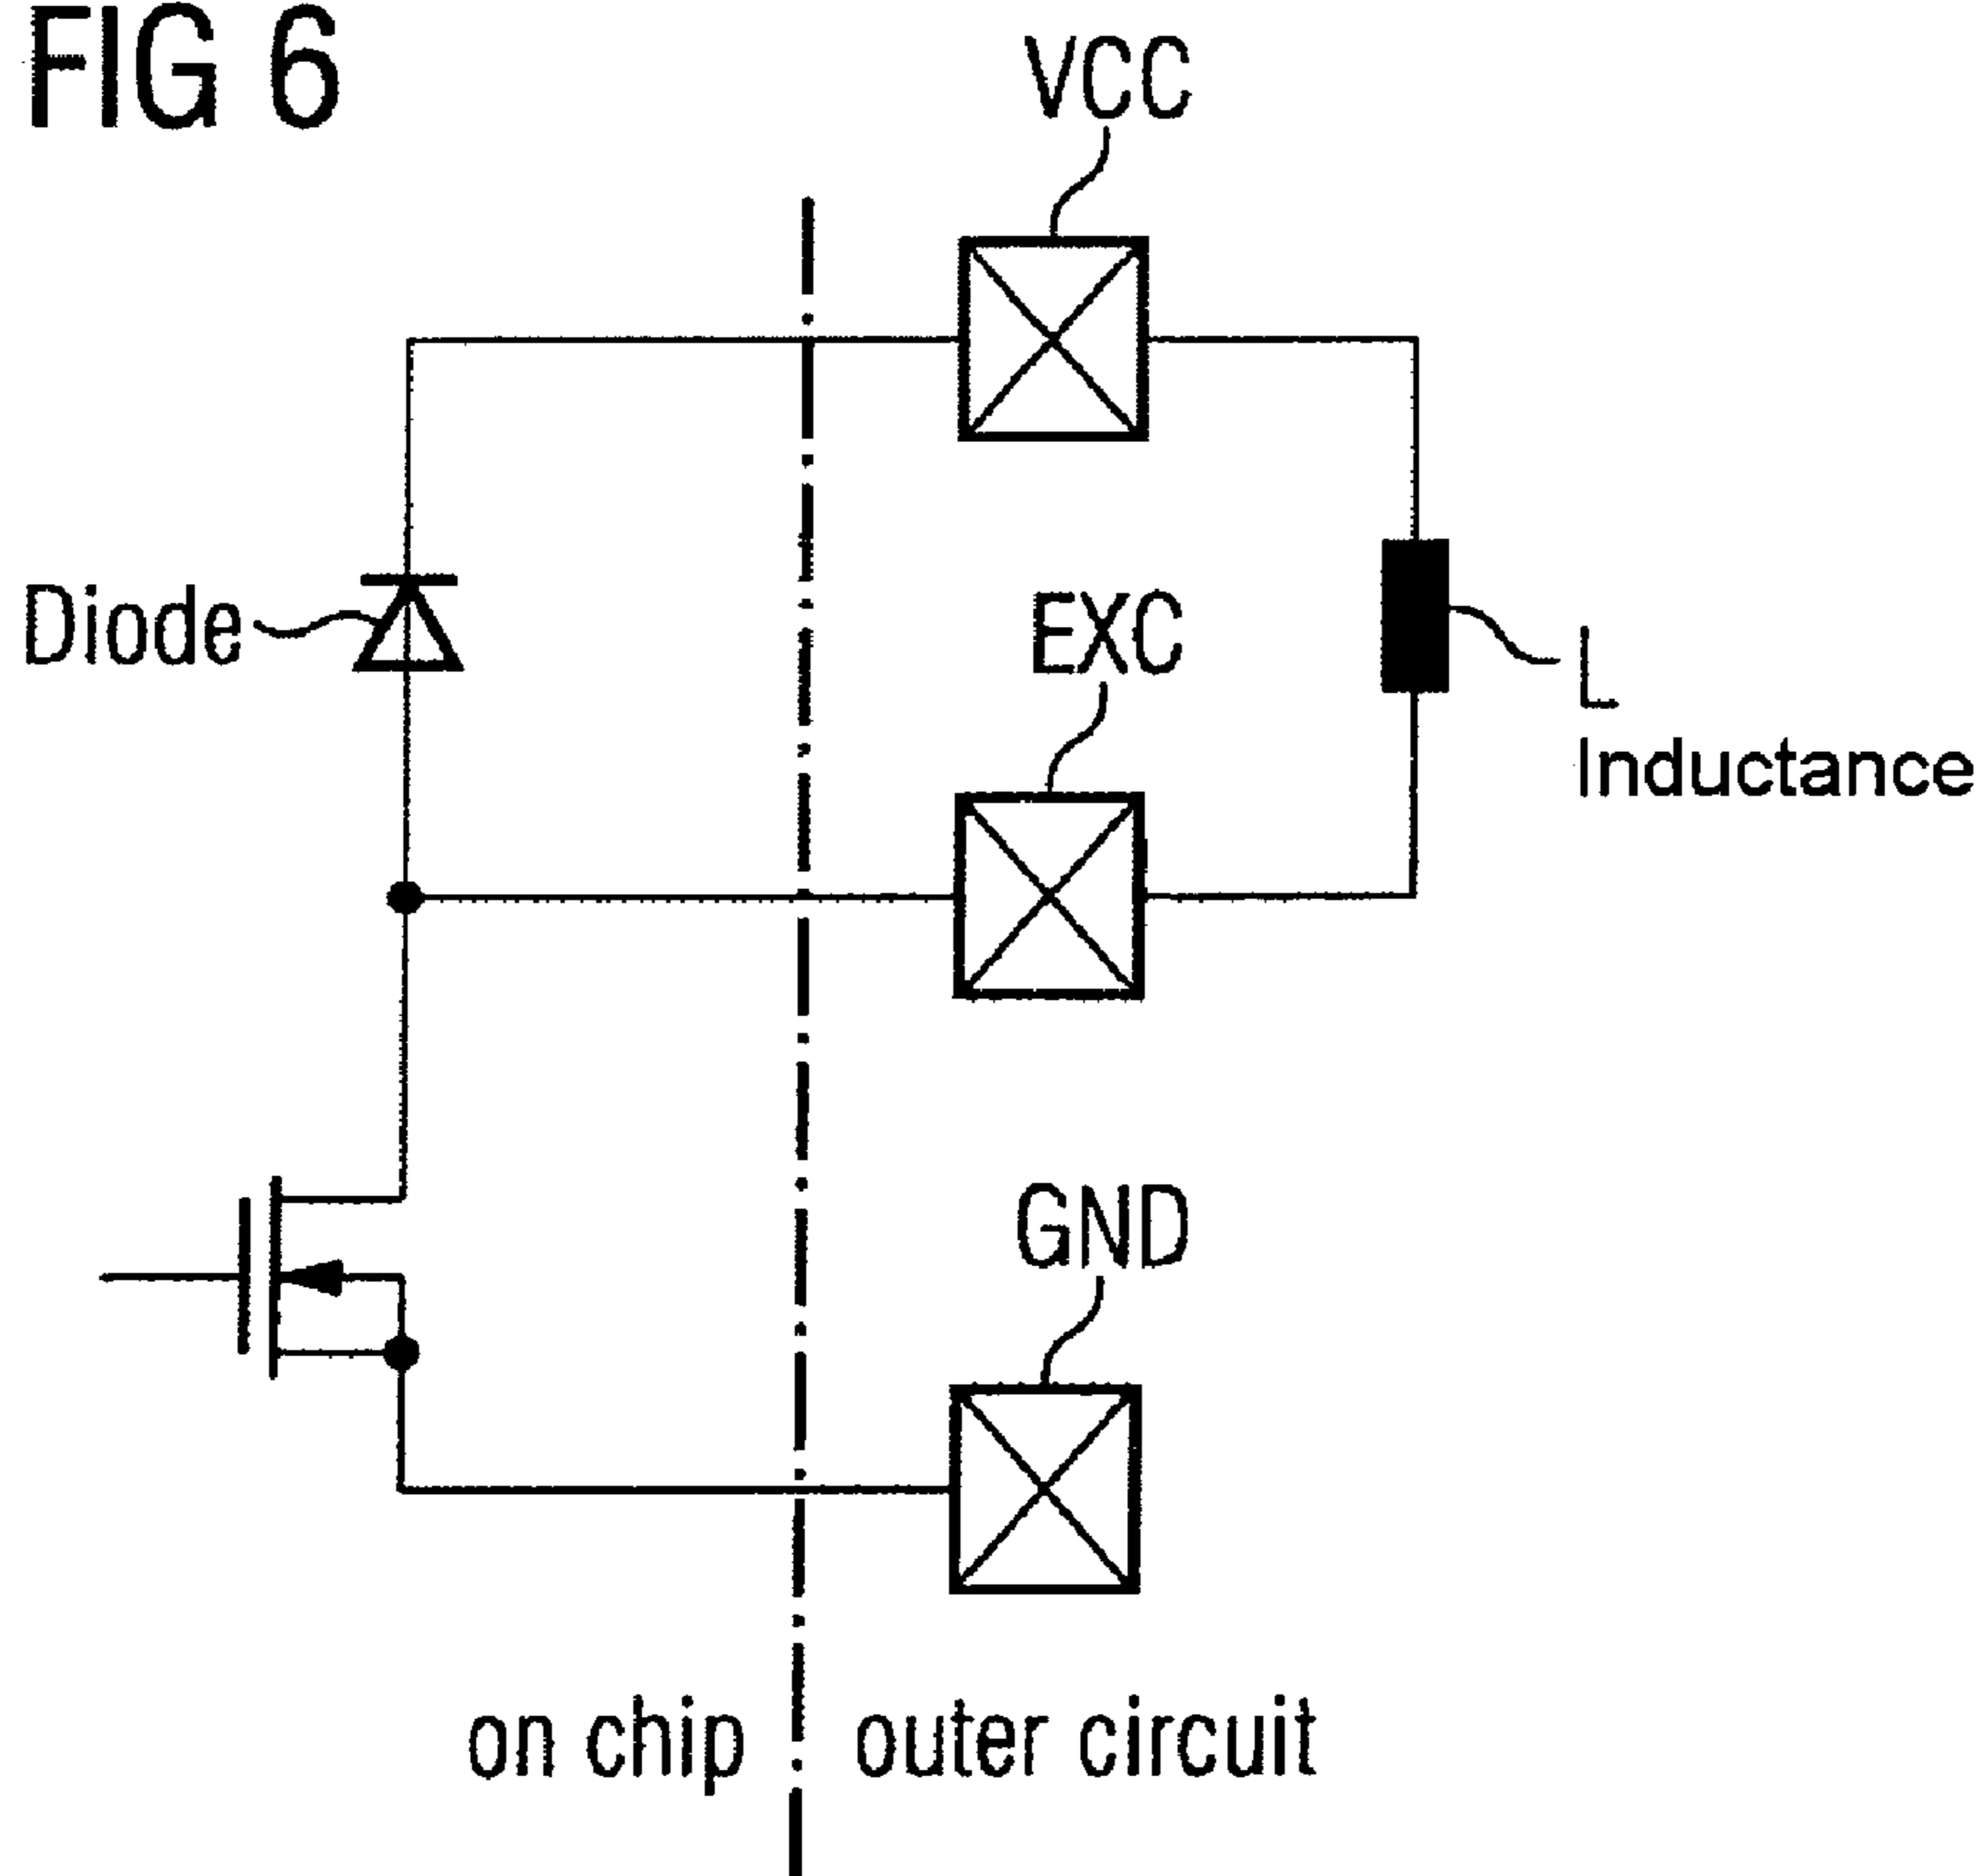 FIG 6
VCC
Diode
EXC
L
Inductance
GND
on chip
outer circuit